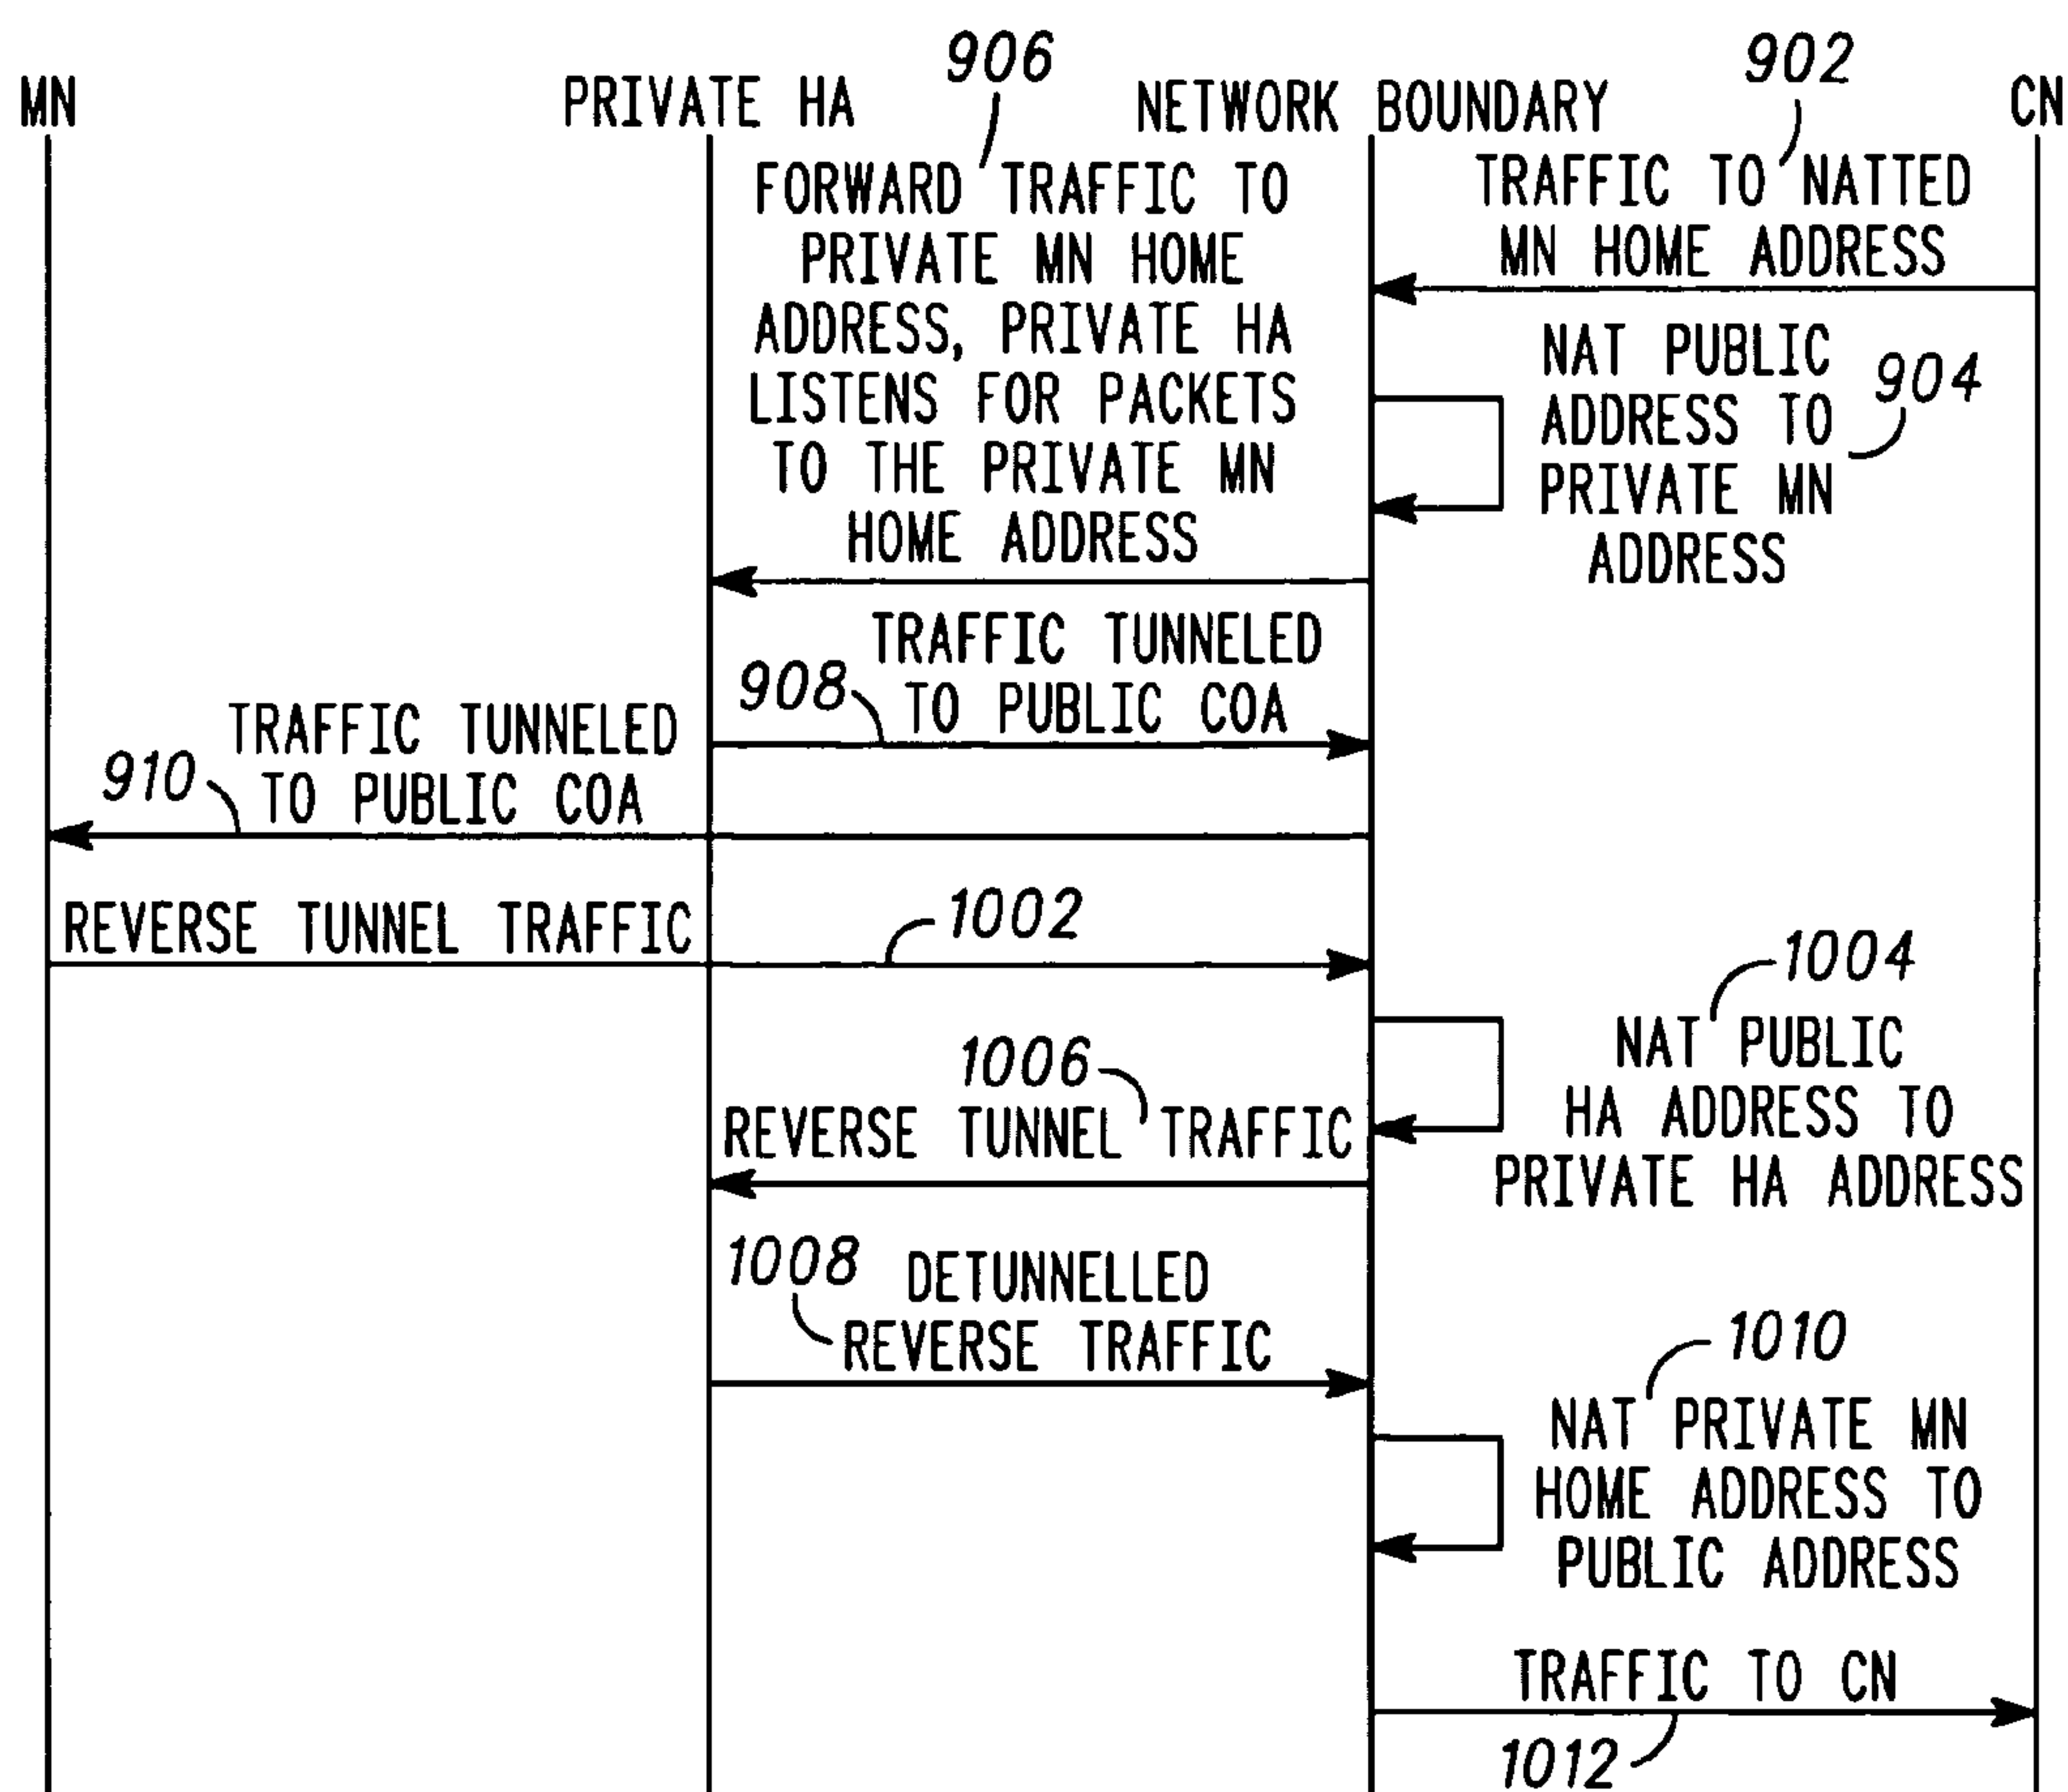 906
902
MN
PRIVATE HA
NETWORK BOUNDARY
CN
FORWARD TRAFFIC TO
PRIVATE MN HOME
ADDRESS, PRIVATE HA
LISTENS FOR PACKETS
TO THE PRIVATE MN
HOME ADDRESS
TRAFFIC TO NATTED
MN HOME ADDRESS
NAT PUBLIC
ADDRESS TO
PRIVATE MN
ADDRESS
904
TRAFFIC TUNNELED
TO PUBLIC COA
908
TRAFFIC TUNNELED
TO PUBLIC COA
910
REVERSE TUNNEL TRAFFIC
1002
1004
NAT PUBLIC
HA ADDRESS TO
PRIVATE HA ADDRESS
1006
REVERSE TUNNEL TRAFFIC
1008
DETUNNELLED
REVERSE TRAFFIC
1010
NAT PRIVATE MN
HOME ADDRESS TO
PUBLIC ADDRESS
TRAFFIC TO CN
1012